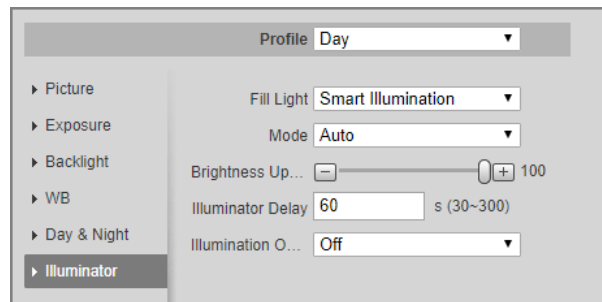 Profile Day
Picture
Exposure
Backlight
WB
Day & Night
Illuminator
Fill Light Smart Illumination
Mode Auto
Brightness Up... 100
Illuminator Delay 60 s (30~300)
Illumination O... Off